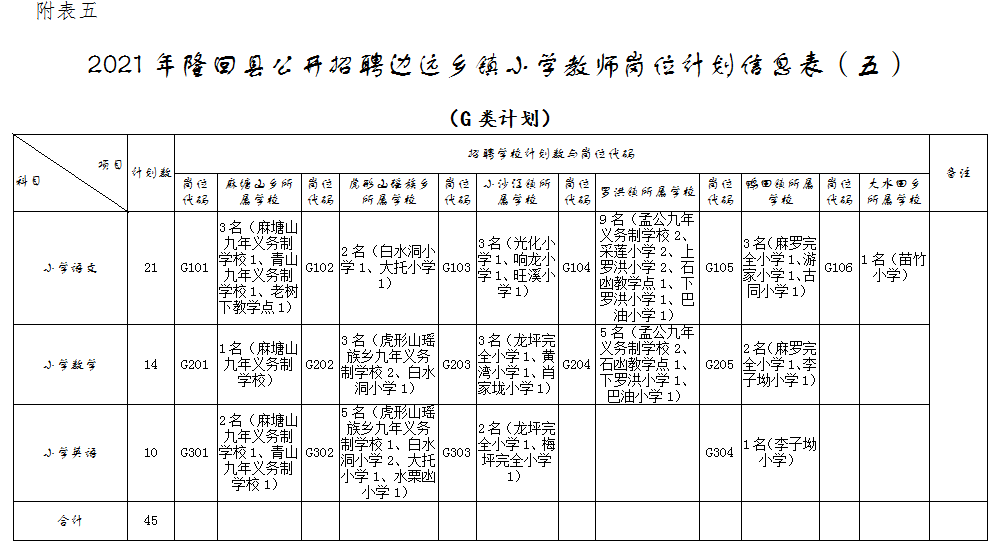 附表五
2021年隆回县公开招聘边远乡镇小学教师岗位计划信息表（五）
（G类计划）
项目
科目
计划数
招聘学校计划数与岗位代码
备注
岗位
代码
麻塘山乡所
属学校
岗位
代码
虎形山瑶族乡
所属学校
岗位
代码
小沙江镇所
属学校
岗位
代码
罗洪镇所属学校
岗位
代码
鸭田镇所属
学校
岗位
代码
大水田乡
所属学校
小学语文
21
G101
3名（麻塘山
九年义务制
学校1、青山
九年义务制
学校1、老树
下教学点1）
G102
2名（白水洞小
学1、大托小学
1）
G103
3名（光化小
学1、响龙小
学1、旺溪小
学1）
G104
9名（孟公九年
义务制学校2、
采莲小学2、上
罗洪小学2、石
凼教学点1、下
罗洪小学1、巴
油小学1）
G105
3名（麻罗完
全小学1、游
家小学1、古
同小学1）
G106
1名（苗竹
小学）
小学数学
14
G201
1名（麻塘山
九年义务制
学校）
G202
3名（虎形山瑶
族乡九年义务
制学校2、白水
洞小学1）
G203
3名（龙坪完
全小学1、黄
湾小学1、肖
家垅小学1）
G204
5名（孟公九年
义务制学校2、
石凼教学点1、
下罗洪小学1、
巴油小学1）
G205
2名（麻罗完
全小学1、李
子坳小学1）
小学英语
10
G301
2名（麻塘山
九年义务制
学校1、青山
九年义务制
学校1）
G302
5名（虎形山瑶
族乡九年义务
制学校1、白水
洞小学2、大托
小学1、水栗凼
小学1）
G303
2名（龙坪完
全小学1、梅
坪完全小学
1）
G304
1名（李子坳
小学）
合计
45